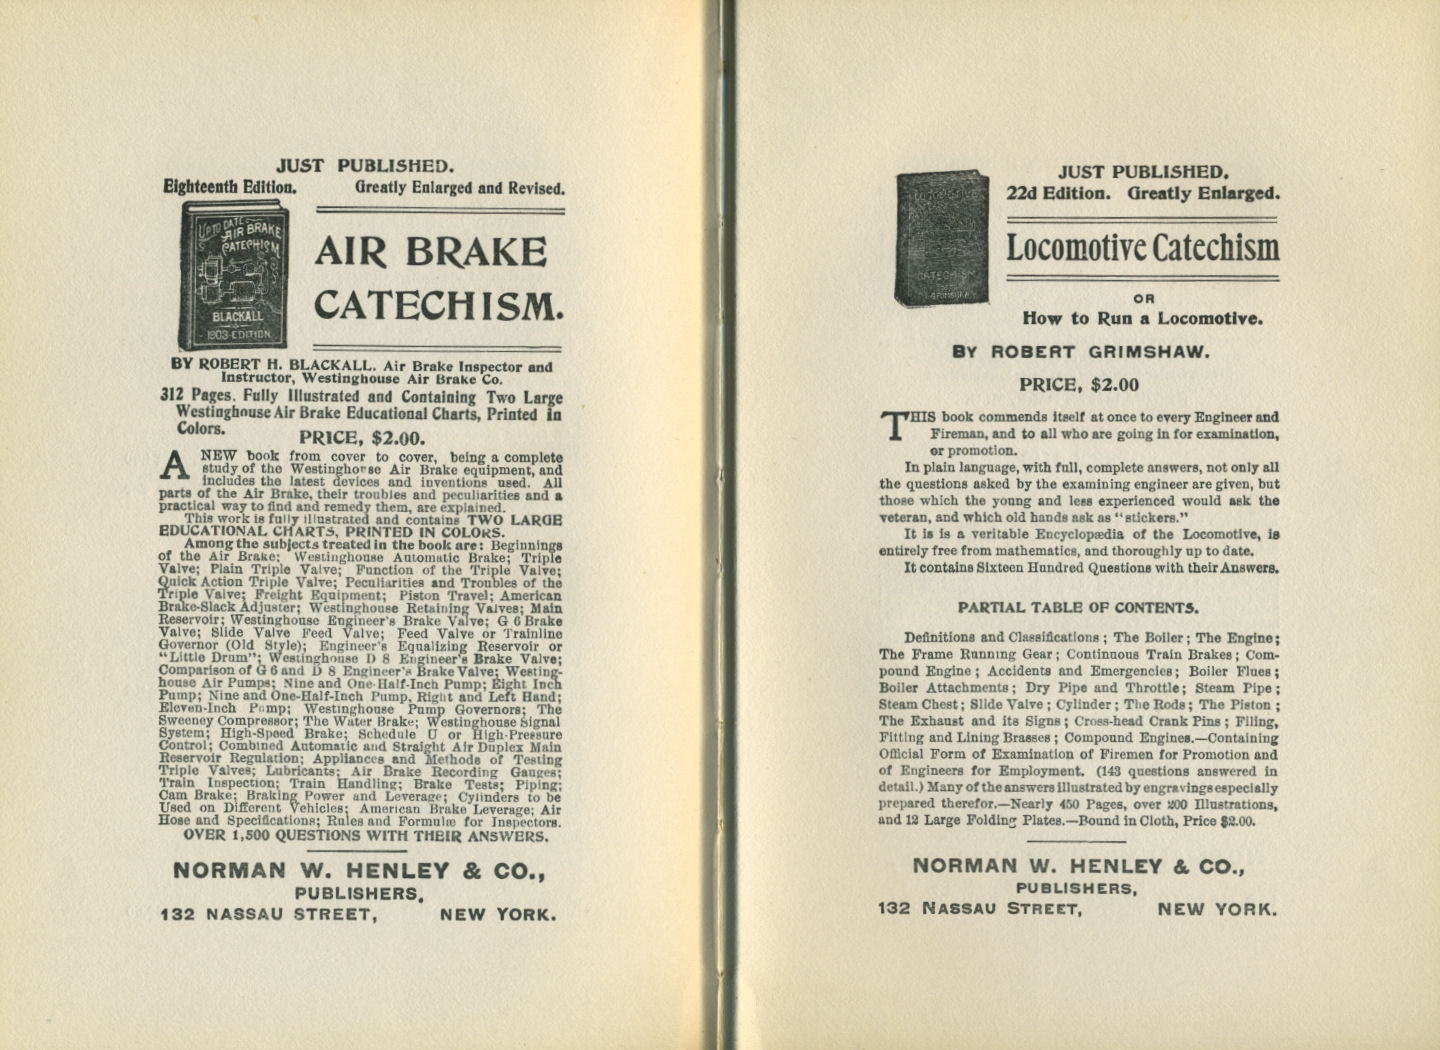 JUST PUBLISHED.
Eighteenth Edition. Greatly Enlarged and Revised.
UP TO DATE
AIR BRAKE
CATECHISM
BLACKALL
1903 EDITION
AIR BRAKE
CATECHISM.
BY ROBERT H. BLACKALL. Air Brake Inspector and
Instructor, Westinghouse Air Brake Co.
312 Pages. Fully Illustrated and Containing Two Large
Westinghouse Air Brake Educational Charts, Printed in
Colors.
PRICE, $2.00.
A NEW book from cover to cover, being a complete
study of the Westinghorse Air Brake equipment, and
includes the latest devices and inventions used. All
parts of the Air Brake, their troubles and peculiarities and a
practical way to find and remedy them, are explained.
This work is fully illustrated and contains TWO LARGE
EDUCATIONAL CHARTS, PRINTED IN COLORS.
Among the subjects treated in the book are: Beginnings
of the Air Brake; Westinghouse Automatic Brake; Triple
Valve; Plain Triple Valve; Function of the Triple Valve;
Quick Action Triple Valve; Peculiarities and Troubles of the
Triple Valve; Freight Equipment; Piston Travel; American
Brake-Slack Adjuster; Westinghouse Retaining Valves; Main
Reservoir; Westinghouse Engineer's Brake Valve; G 6 Brake
Valve; Slide Valve Feed Valve; Feed Valve or Trainline
Governor (Old Style); Engineer's Equalizing Reservoir or
"Little Drum"; Westinghouse D 8 Engineer's Brake Valve;
Comparison of G 6 and D 8 Engineer's Brake Valve; Westing-
house Air Pumps; Nine and One-Half-Inch Pump; Eight Inch
Pump; Nine and One-Half-Inch Pump, Right and Left Hand;
Eleven-Inch Pump; Westinghouse Pump Governors; The
Sweeney Compressor; The Water Brake; Westinghouse Signal
System; High-Speed Brake; Schedule U or High-Pressure
Control; Combined Automatic and Straight Air Duplex Main
Reservoir Regulation; Appliances and Methods of Testing
Triple Valves; Lubricants; Air Brake Recording Gauges;
Train Inspection; Train Handling; Brake Tests; Piping;
Cam Brake; Braking Power and Leverage; Cylinders to be
Used on Different Vehicles; American Brake Leverage; Air
Hose and Specifications; Rules and Formulæ for Inspectors.
OVER 1,500 QUESTIONS WITH THEIR ANSWERS.
NORMAN W. HENLEY & CO.,
PUBLISHERS,
132 NASSAU STREET, NEW YORK.
JUST PUBLISHED.
22d Edition. Greatly Enlarged.
LOCOMOTIVE
CATECHISM
GRIMSHAW
Locomotive Catechism
OR
How to Run a Locomotive.
BY ROBERT GRIMSHAW.
PRICE, $2.00
THIS book commends itself at once to every Engineer and
Fireman, and to all who are going in for examination,
or promotion.
In plain language, with full, complete answers, not only all
the questions asked by the examining engineer are given, but
those which the young and less experienced would ask the
veteran, and which old hands ask as "stickers."
It is is a veritable Encyclopædia of the Locomotive, is
entirely free from mathematics, and thoroughly up to date.
It contains Sixteen Hundred Questions with their Answers.
PARTIAL TABLE OF CONTENTS.
Definitions and Classifications; The Boiler; The Engine;
The Frame Running Gear; Continuous Train Brakes; Com-
pound Engine; Accidents and Emergencies; Boiler Flues;
Boiler Attachments; Dry Pipe and Throttle; Steam Pipe;
Steam Chest; Slide Valve; Cylinder; The Rods; The Piston;
The Exhaust and its Signs; Cross-head Crank Pins; Filing,
Fitting and Lining Brasses; Compound Engines.—Containing
Official Form of Examination of Firemen for Promotion and
of Engineers for Employment. (143 questions answered in
detail.) Many of the answers illustrated by engravings especially
prepared therefor.—Nearly 450 Pages, over 200 Illustrations,
and 12 Large Folding Plates.—Bound in Cloth, Price $2.00.
NORMAN W. HENLEY & CO.,
PUBLISHERS,
132 NASSAU STREET, NEW YORK.